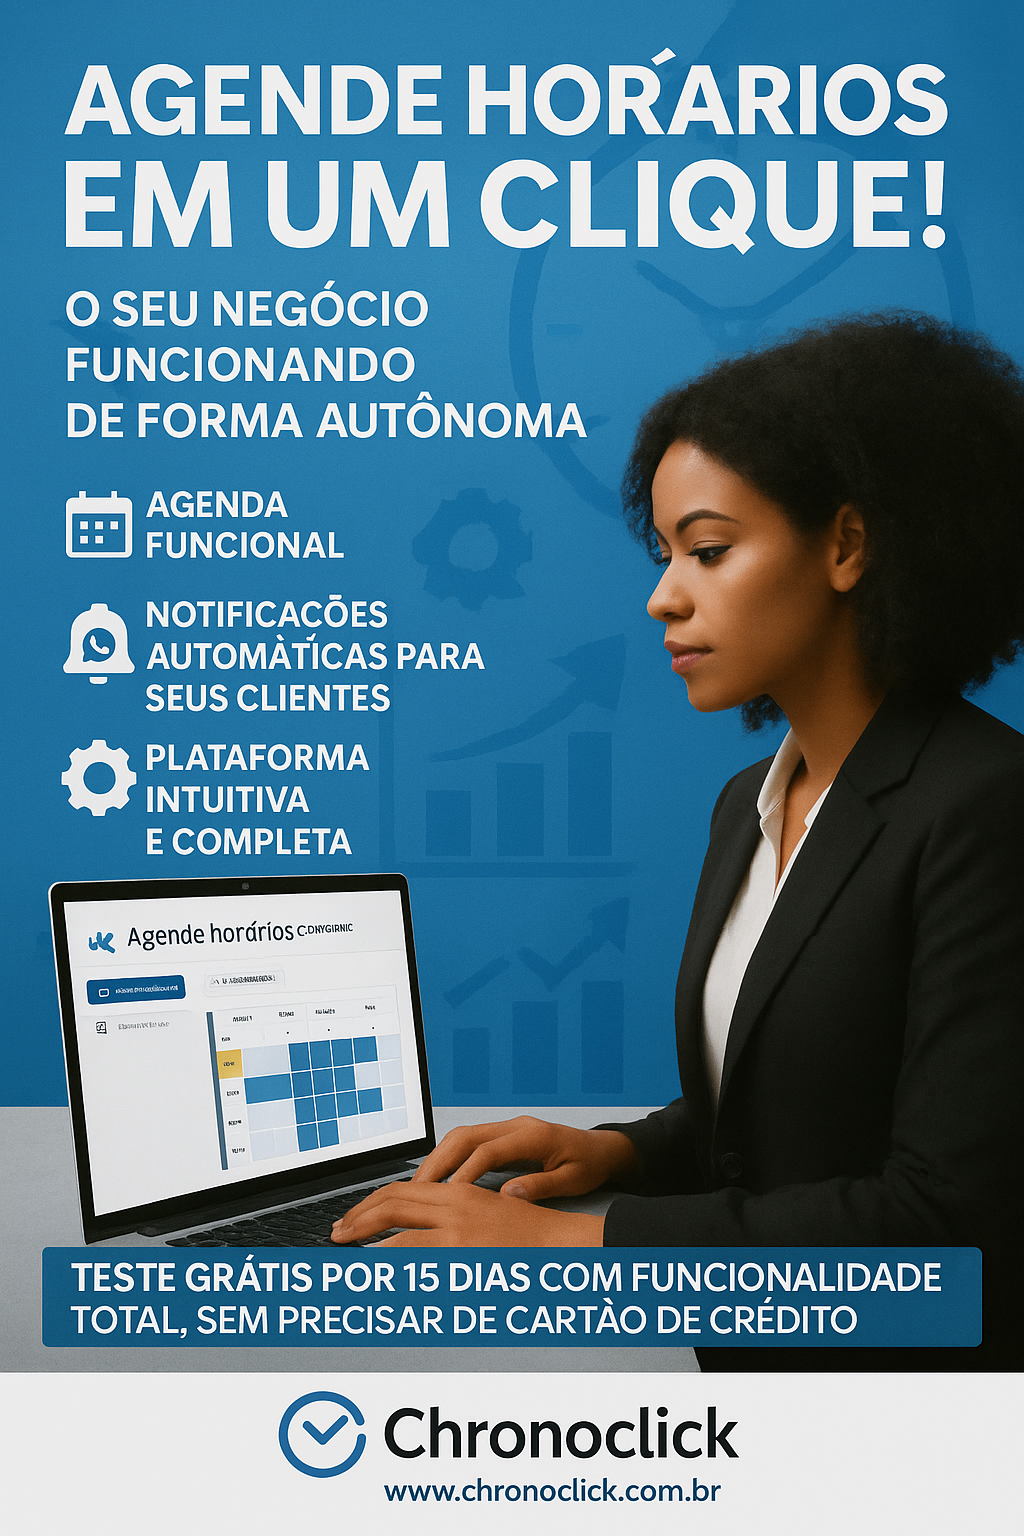 AGENDE HORÁRIOS
EM UM CLIQUE!
O SEU NEGÓCIO
FUNCIONANDO
DE FORMA AUTÔNOMA
AGENDA
FUNCIONAL
NOTIFICACÕES
AUTOMÀTÍCAS PARA
SEUS CLIENTES
PLATAFORMA
INTUITIVA
E COMPLETA
Agende horários
TESTE GRÁTIS POR 15 DIAS COM FUNCIONALIDADE
TOTAL, SEM PRECISAR DE CARTÀO DE CRÉDITO
Chronoclick
www.chronoclick.com.br